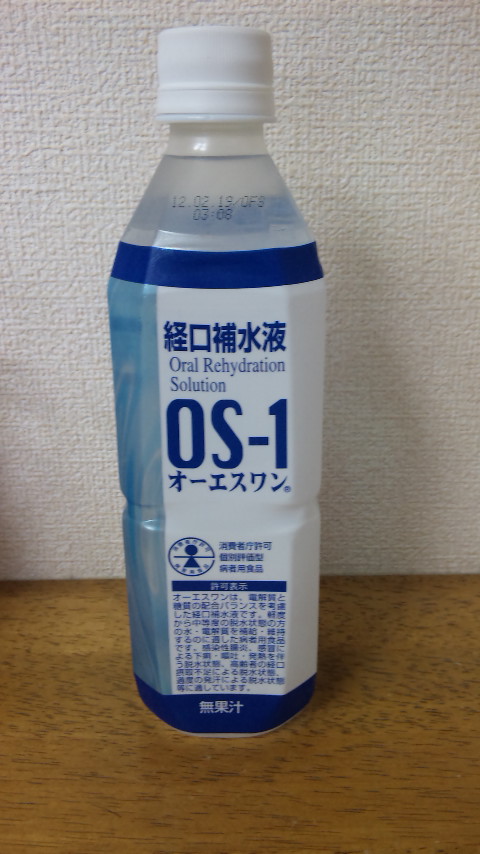 12.02.19/OFS
03:08
経口補水液
Oral Rehydration
Solution
OS-1
オーエスワン®
消費者庁許可
個別評価型
病者用食品
許可表示
オーエスワンは、電解質と
糖質の配合バランスを考慮
した経口補水液です。軽度
から中等度の脱水状態の方
の水・電解質を補給・維持
するのに適した病者用食品
です。感染性腸炎、感冒に
よる下痢・嘔吐・発熱を伴
う脱水状態、高齢者の経口
摂取不足による脱水状態、
過度の発汗による脱水状態
等に適しています。
無果汁